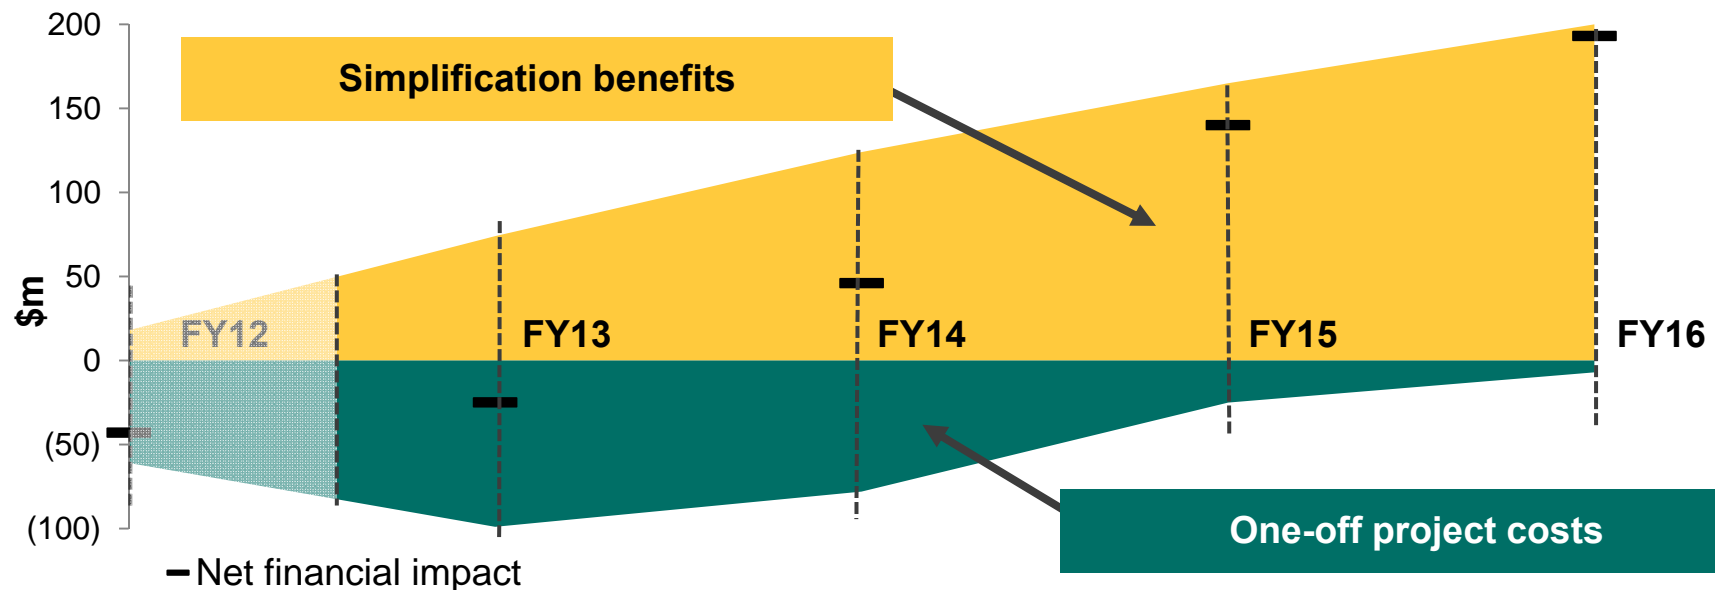 200
Simplification benefits
150
100
50
$m
FY12
FY13
FY14
FY15
FY16
0
(50)
(100)
One-off project costs
Net financial impact